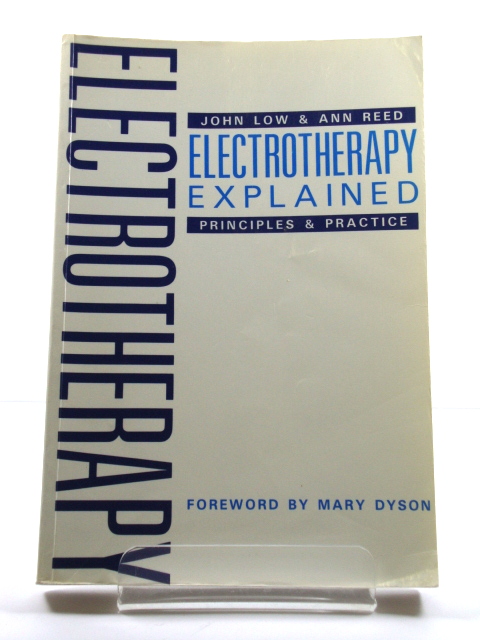 ELECTROTHERAPY
JOHN LOW & ANN REED
ELECTROTHERAPY
EXPLAINED
PRINCIPLES & PRACTICE
FOREWORD BY MARY DYSON